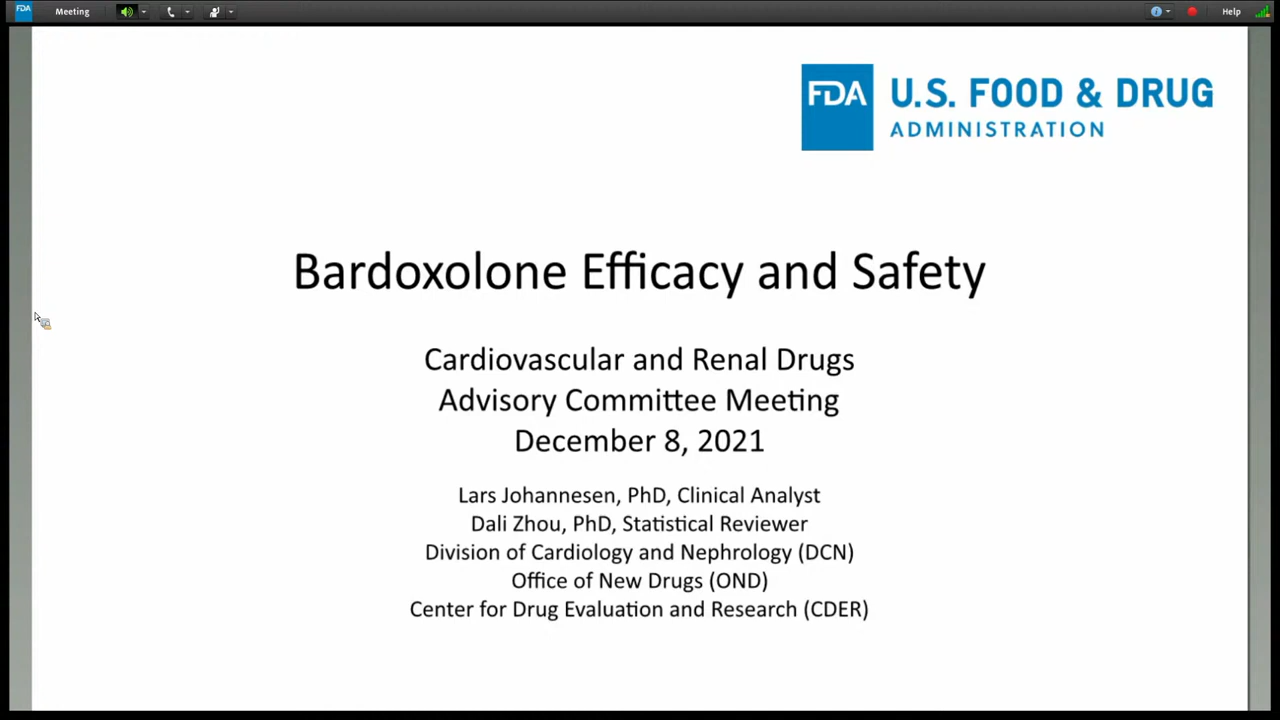 FDA Meeting Help
FDA U.S. FOOD & DRUG
ADMINISTRATION
Bardoxolone Efficacy and Safety
Cardiovascular and Renal Drugs
Advisory Committee Meeting
December 8, 2021
Lars Johannesen, PhD, Clinical Analyst
Dali Zhou, PhD, Statistical Reviewer
Division of Cardiology and Nephrology (DCN)
Office of New Drugs (OND)
Center for Drug Evaluation and Research (CDER)